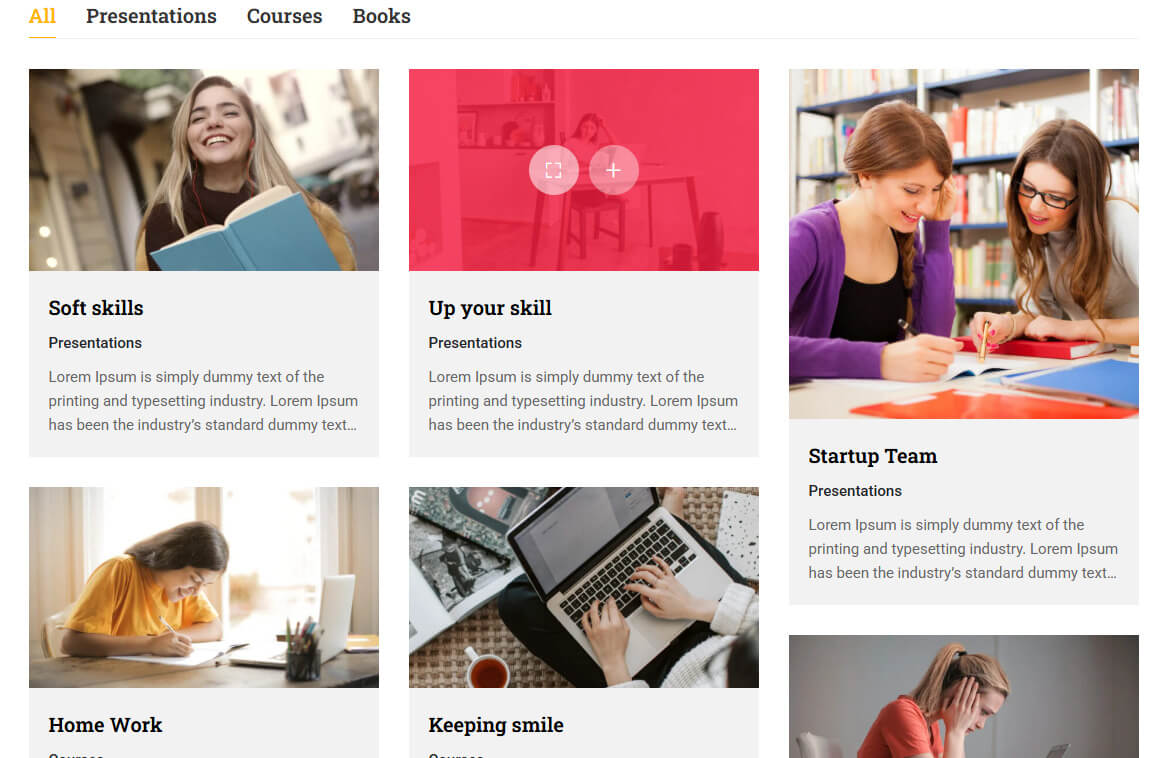 All Presentations Courses Books
Soft skills
Presentations
Lorem Ipsum is simply dummy text of the
printing and typesetting industry. Lorem Ipsum
has been the industry’s standard dummy text…
Up your skill
Presentations
Lorem Ipsum is simply dummy text of the
printing and typesetting industry. Lorem Ipsum
has been the industry’s standard dummy text…
Startup Team
Presentations
Lorem Ipsum is simply dummy text of the
printing and typesetting industry. Lorem Ipsum
has been the industry’s standard dummy text…
Home Work
Courses
Keeping smile
Courses